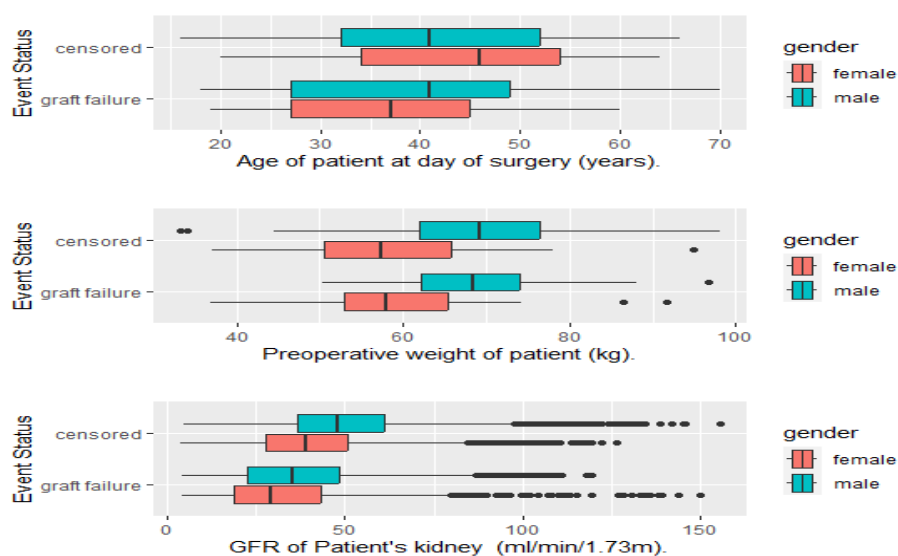 Event Status
censored
graft failure
20 30 40 50 60 70
Age of patient at day of surgery (years).
gender
female
male
Event Status
censored
graft failure
40 60 80 100
Preoperative weight of patient (kg).
gender
female
male
Event Status
censored
graft failure
0 50 100 150
GFR of Patient's kidney (ml/min/1.73m).
gender
female
male